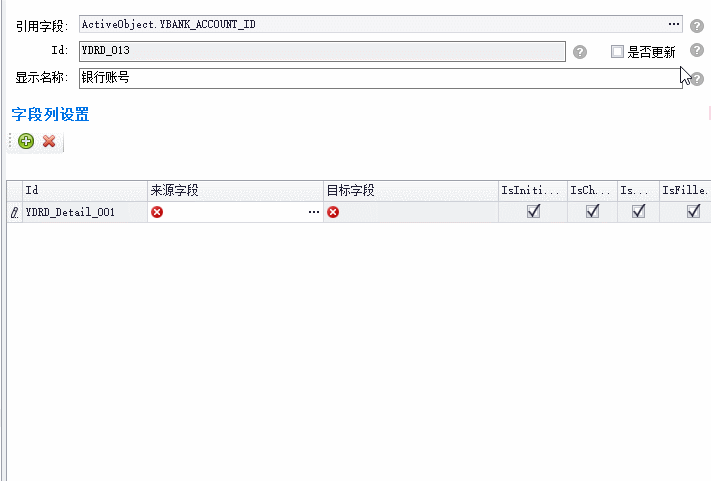 引用字段: ActiveObject.YBANK_ACCOUNT_ID ...
Id: YDRD_013 是否更新
显示名称: 银行账号
字段列设置
Id 来源字段 目标字段 IsIniti... IsCh... Is... IsFille...
YDRD_Detail_001 ...